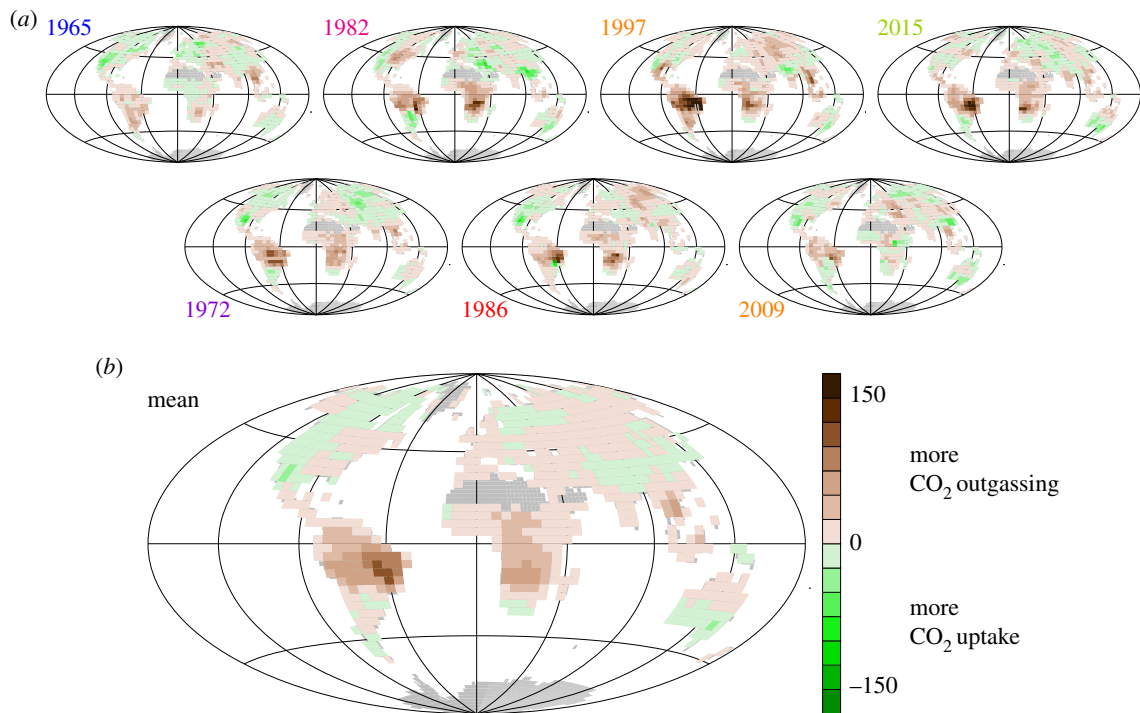 (a)
1965
1982
1997
2015
1972
1986
2009
(b)
mean
150
more
CO2 outgassing
0
more
CO2 uptake
–150